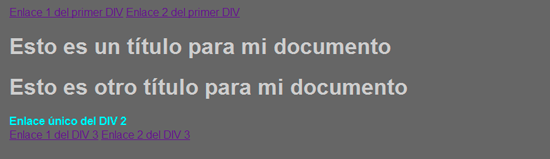 Enlace 1 del primer DIV Enlace 2 del primer DIV
Esto es un título para mi documento
Esto es otro título para mi documento
Enlace único del DIV 2
Enlace 1 del DIV 3 Enlace 2 del DIV 3